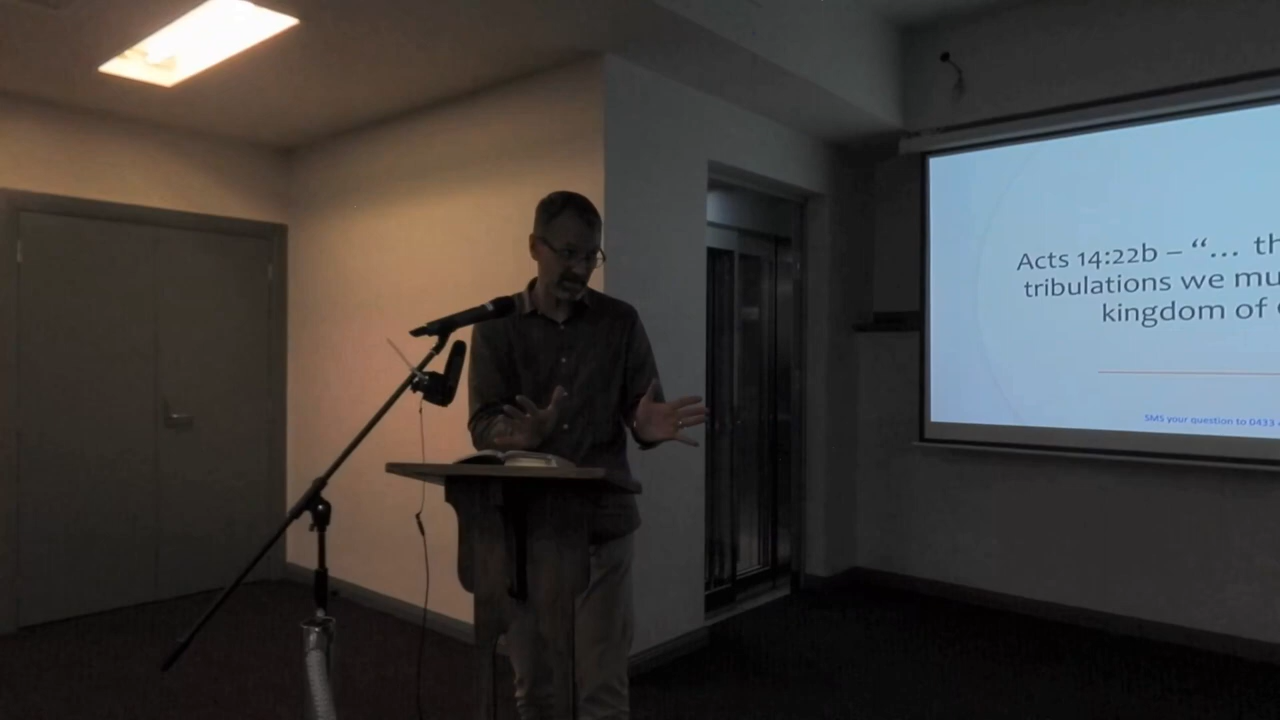 Acts 14:22b – “… th
tribulations we mu
kingdom of
SMS your question to 0433